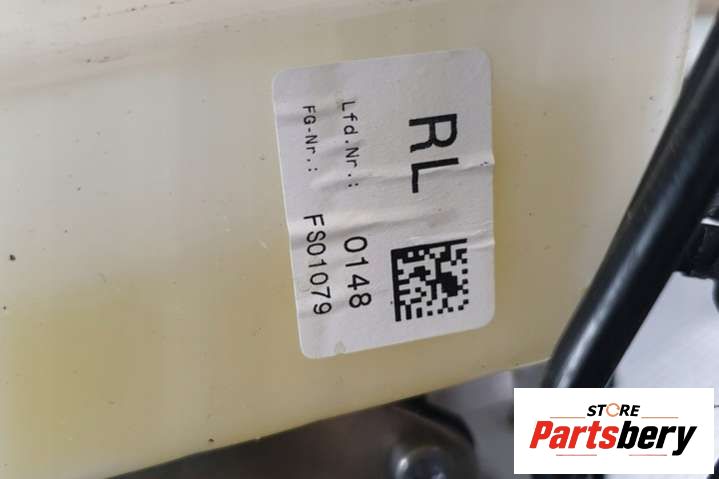 RL
Lfd.Nr.: 0148
FG-Nr.: FS01079
STORE
Partsbery